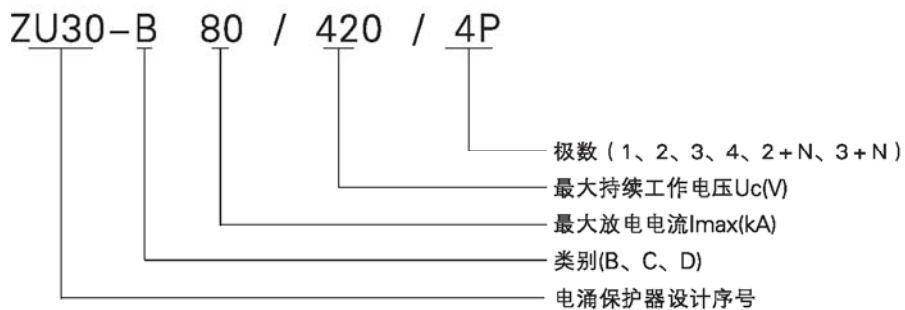 ZU30-B 80 / 420 / 4P
极数 ( 1、2、3、4、2+N、3+N )
最大持续工作电压Uc(V)
最大放电电流Imax(kA)
类别(B、C、D)
电涌保护器设计序号